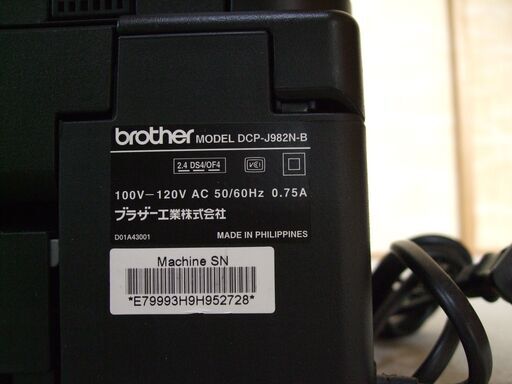 brother MODEL DCP-J982N-B
2.4 DS4/OF4 VCI
100V–120V AC 50/60Hz 0.75A
ブラザー工業株式会社
D01A43001 MADE IN PHILIPPINES
Machine SN
*E79993H9H952728*